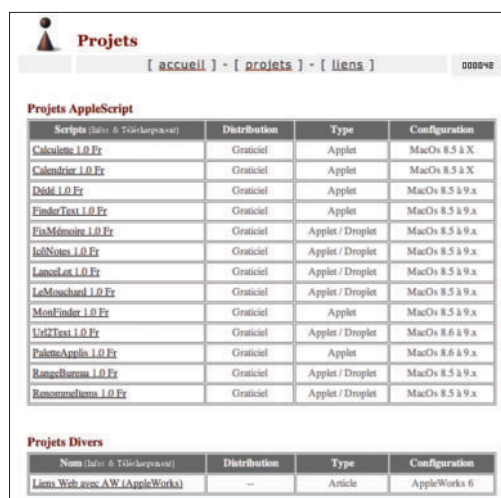 Projets
[ accueil ] - [ projets ] - [ liens ] 000042
Projets AppleScript
Scripts (Infos & Téléchargement) Distribution Type Configuration
Calculette 1.0 Fr Graticiel Applet MacOs 8.5 à X
Calendrier 1.0 Fr Graticiel Applet MacOs 8.5 à X
Dédé 1.0 Fr Graticiel Applet MacOs 8.5 à 9.x
FinderText 1.0 Fr Graticiel Applet MacOs 8.5 à 9.x
FixMémoire 1.0 Fr Graticiel Applet / Droplet MacOs 8.5 à 9.x
IcôNotes 1.0 Fr Graticiel Applet / Droplet MacOs 8.5 à 9.x
LanceLot 1.0 Fr Graticiel Applet / Droplet MacOs 8.5 à 9.x
LeMouchard 1.0 Fr Graticiel Applet / Droplet MacOs 8.5 à 9.x
MonFinder 1.0 Fr Graticiel Applet MacOs 8.5 à 9.x
Url2Text 1.0 Fr Graticiel Applet / Droplet MacOs 8.6 à 9.x
PaletteApplis 1.0 Fr Graticiel Applet MacOs 8.6 à 9.x
RangeBureau 1.0 Fr Graticiel Applet / Droplet MacOs 8.5 à 9.x
RenommeItems 1.0 Fr Graticiel Applet / Droplet MacOs 8.5 à 9.x
Projets Divers
Nom (Infos & Téléchargement) Distribution Type Configuration
Liens Web avec AW (AppleWorks) -- Article AppleWorks 6